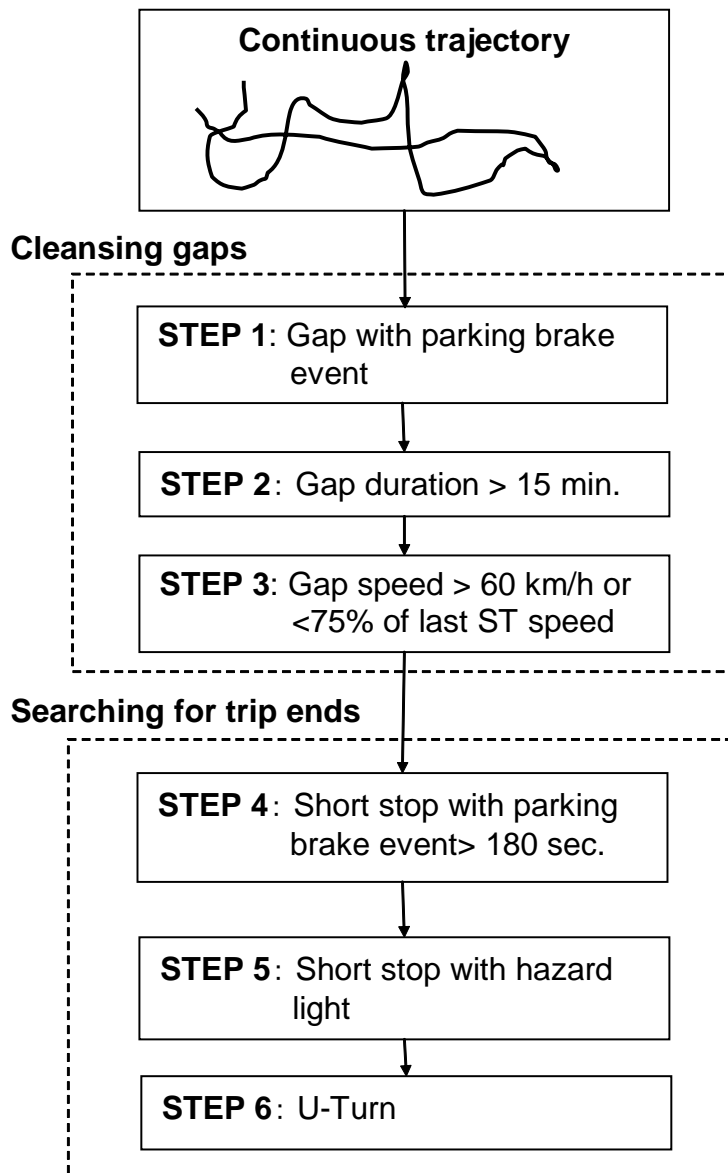 Continuous trajectory
Cleansing gaps
STEP 1: Gap with parking brake
event
STEP 2: Gap duration > 15 min.
STEP 3: Gap speed > 60 km/h or
<75% of last ST speed
Searching for trip ends
STEP 4: Short stop with parking
brake event> 180 sec.
STEP 5: Short stop with hazard
light
STEP 6: U-Turn